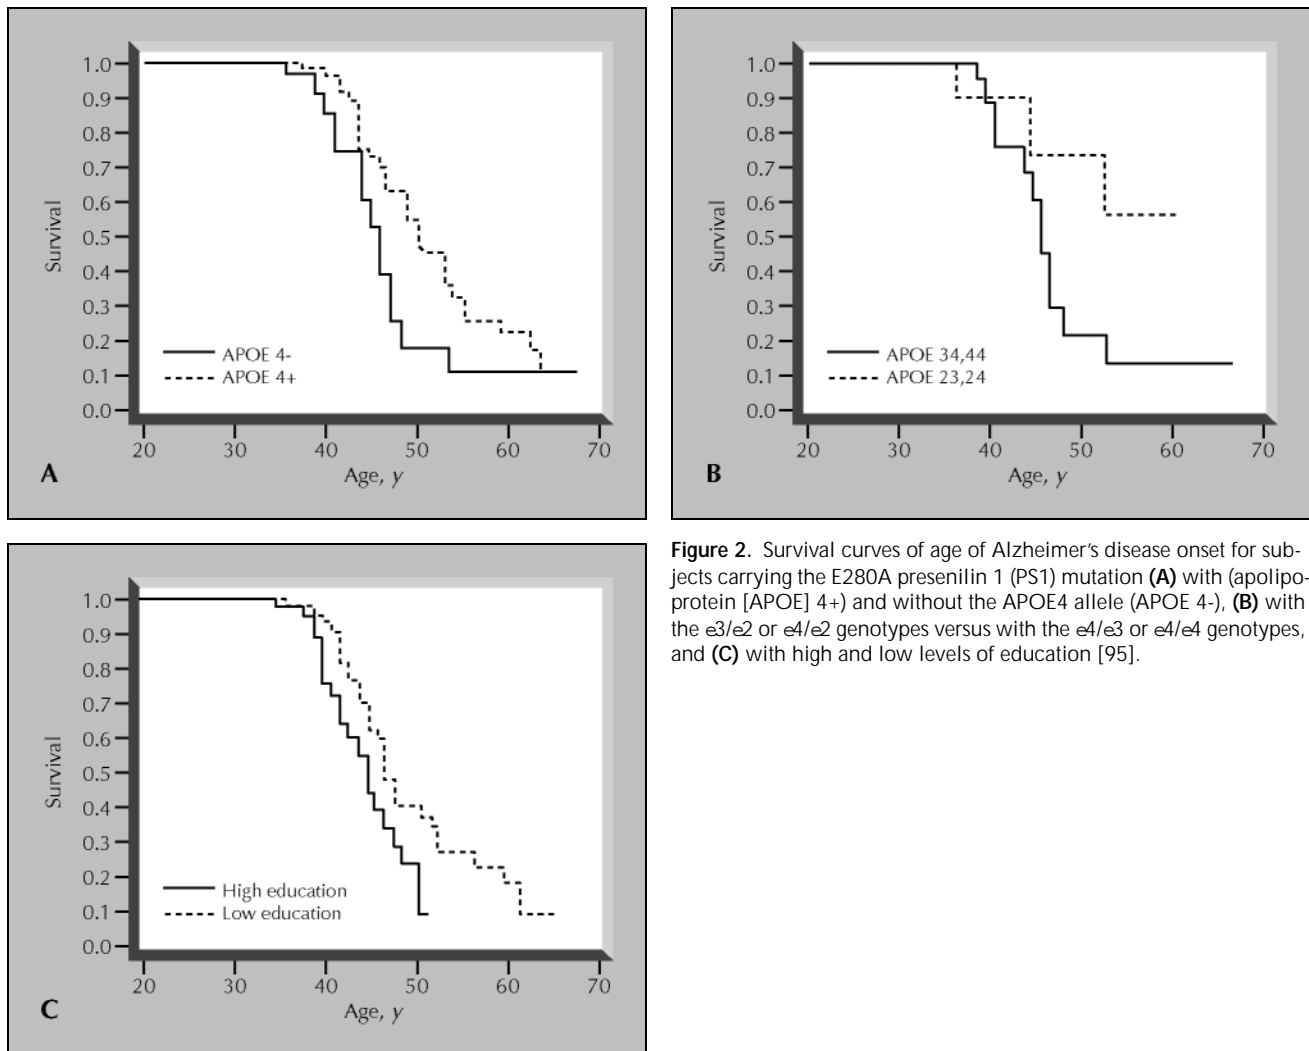 1.0
0.9
0.8
0.7
0.6
0.5
0.4
0.3
0.2
0.1
0.0
Survival
APOE 4-
APOE 4+
20 30 40 50 60 70
Age, y
A
1.0
0.9
0.8
0.7
0.6
0.5
0.4
0.3
0.2
0.1
0.0
Survival
APOE 34,44
APOE 23,24
20 30 40 50 60 70
Age, y
B
1.0
0.9
0.8
0.7
0.6
0.5
0.4
0.3
0.2
0.1
0.0
Survival
High education
Low education
20 30 40 50 60 70
Age, y
C
Figure 2. Survival curves of age of Alzheimer's disease onset for sub-
jects carrying the E280A presenilin 1 (PS1) mutation (A) with (apolipo-
protein [APOE] 4+) and without the APOE4 allele (APOE 4-), (B) with
the e3/e2 or e4/e2 genotypes versus with the e4/e3 or e4/e4 genotypes,
and (C) with high and low levels of education [95].